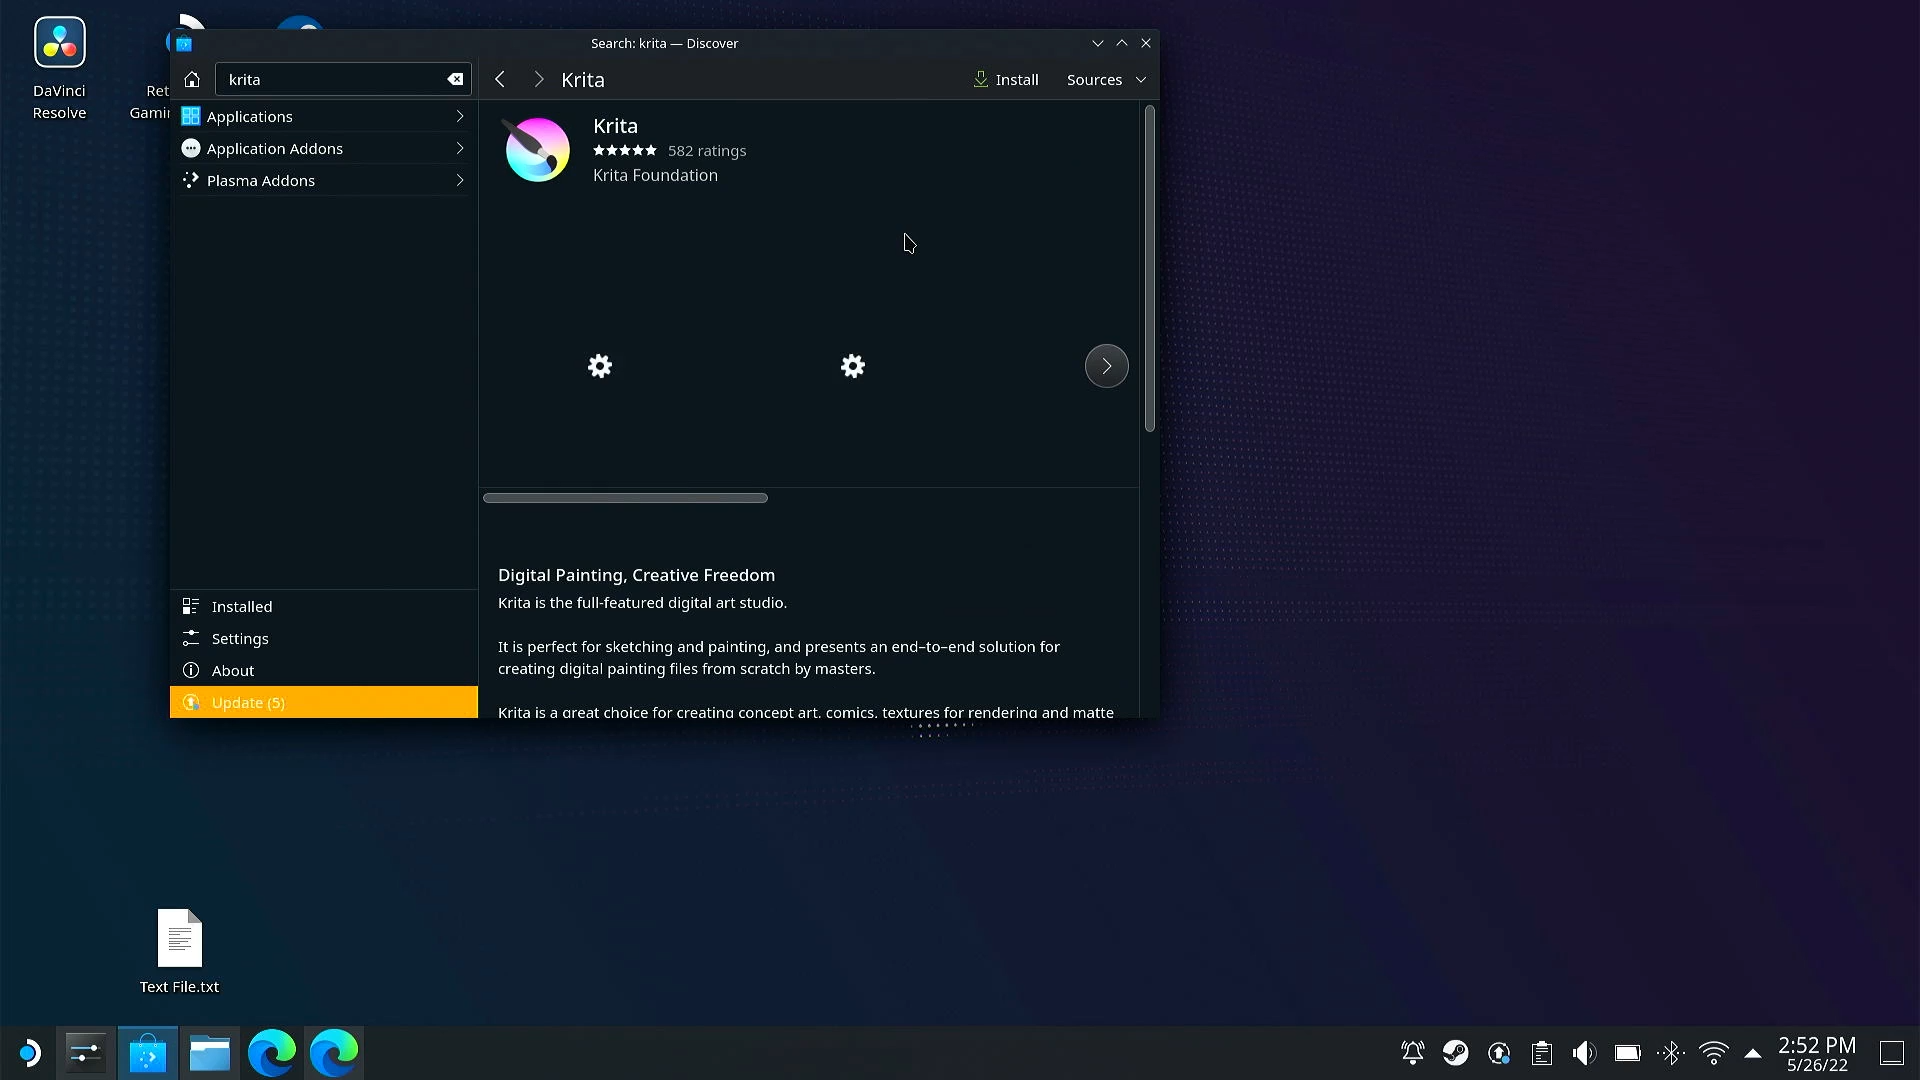 DaVinci
Resolve
Ret
Gamin
Search: krita — Discover
krita
Krita
Install
Sources
Applications
Application Addons
Plasma Addons
Krita
582 ratings
Krita Foundation
Digital Painting, Creative Freedom
Krita is the full-featured digital art studio.
It is perfect for sketching and painting, and presents an end–to–end solution for
creating digital painting files from scratch by masters.
Krita is a great choice for creating concept art, comics, textures for rendering and matte
Installed
Settings
About
Update (5)
Text File.txt
2:52 PM
5/26/22